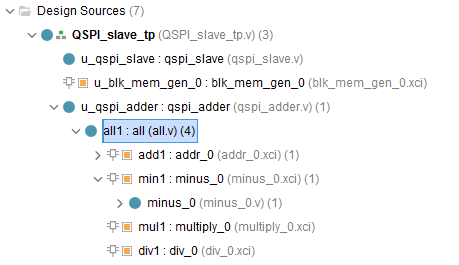 Design Sources (7)
QSPI_slave_tp (QSPI_slave_tp.v) (3)
u_qspi_slave : qspi_slave (qspi_slave.v)
u_blk_mem_gen_0 : blk_mem_gen_0 (blk_mem_gen_0.xci)
u_qspi_adder : qspi_adder (qspi_adder.v) (1)
all1 : all (all.v) (4)
add1 : addr_0 (addr_0.xci) (1)
min1 : minus_0 (minus_0.xci) (1)
minus_0 (minus_0.v) (1)
mul1 : multiply_0 (multiply_0.xci)
div1 : div_0 (div_0.xci)